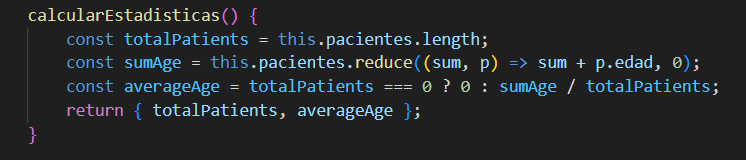 calcularEstadisticas() {
    const totalPatients = this.pacientes.length;
    const sumAge = this.pacientes.reduce((sum, p) => sum + p.edad, 0);
    const averageAge = totalPatients === 0 ? 0 : sumAge / totalPatients;
    return { totalPatients, averageAge };
}